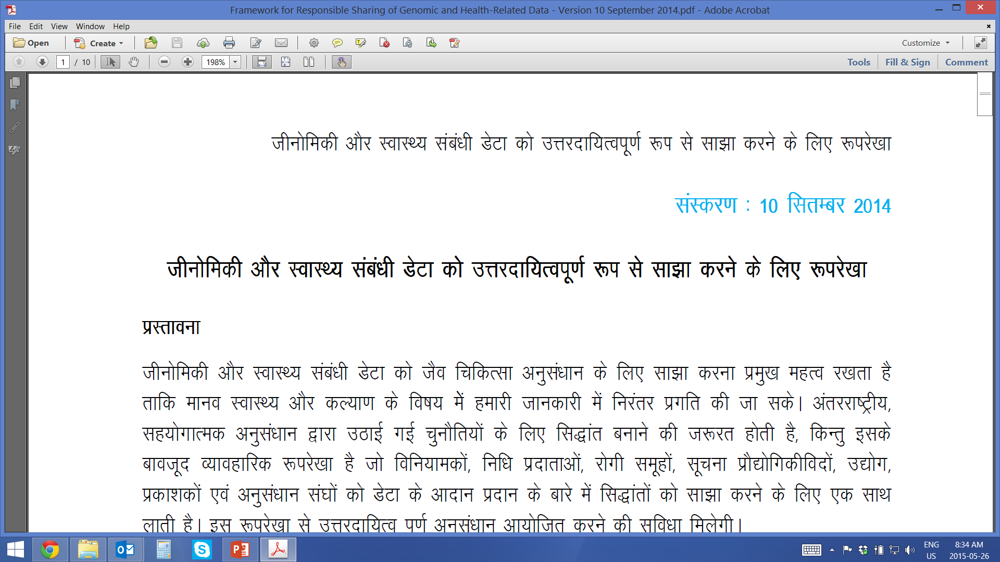 Framework for Responsible Sharing of Genomic and Health-Related Data - Version 10 September 2014.pdf - Adobe Acrobat
File Edit View Window Help
Open Create Customize
1 / 10 198% Tools Fill & Sign Comment
जीनोमिकी और स्वास्थ्य संबंधी डेटा को उत्तरदायित्वपूर्ण रूप से साझा करने के लिए रूपरेखा
संस्करण : 10 सितम्बर 2014
जीनोमिकी और स्वास्थ्य संबंधी डेटा को उत्तरदायित्वपूर्ण रूप से साझा करने के लिए रूपरेखा
प्रस्तावना
जीनोमिकी और स्वास्थ्य संबंधी डेटा को जैव चिकित्सा अनुसंधान के लिए साझा करना प्रमुख महत्व रखता है
ताकि मानव स्वास्थ्य और कल्याण के विषय में हमारी जानकारी में निरंतर प्रगति की जा सके। अंतरराष्ट्रीय,
सहयोगात्मक अनुसंधान द्वारा उठाई गई चुनौतियों के लिए सिद्धांत बनाने की जरूरत होती है, किन्तु इसके
बावजूद व्यावहारिक रूपरेखा है जो विनियामकों, निधि प्रदाताओं, रोगी समूहों, सूचना प्रौद्योगिकीविदों, उद्योग,
प्रकाशकों एवं अनुसंधान संघों को डेटा के आदान प्रदान के बारे में सिद्धांतों को साझा करने के लिए एक साथ
लाती है। इस रूपरेखा से उत्तरदायित्व पूर्ण अनुसंधान आयोजित करने की सुविधा मिलेगी।
ENG 8:34 AM
US 2015-05-26